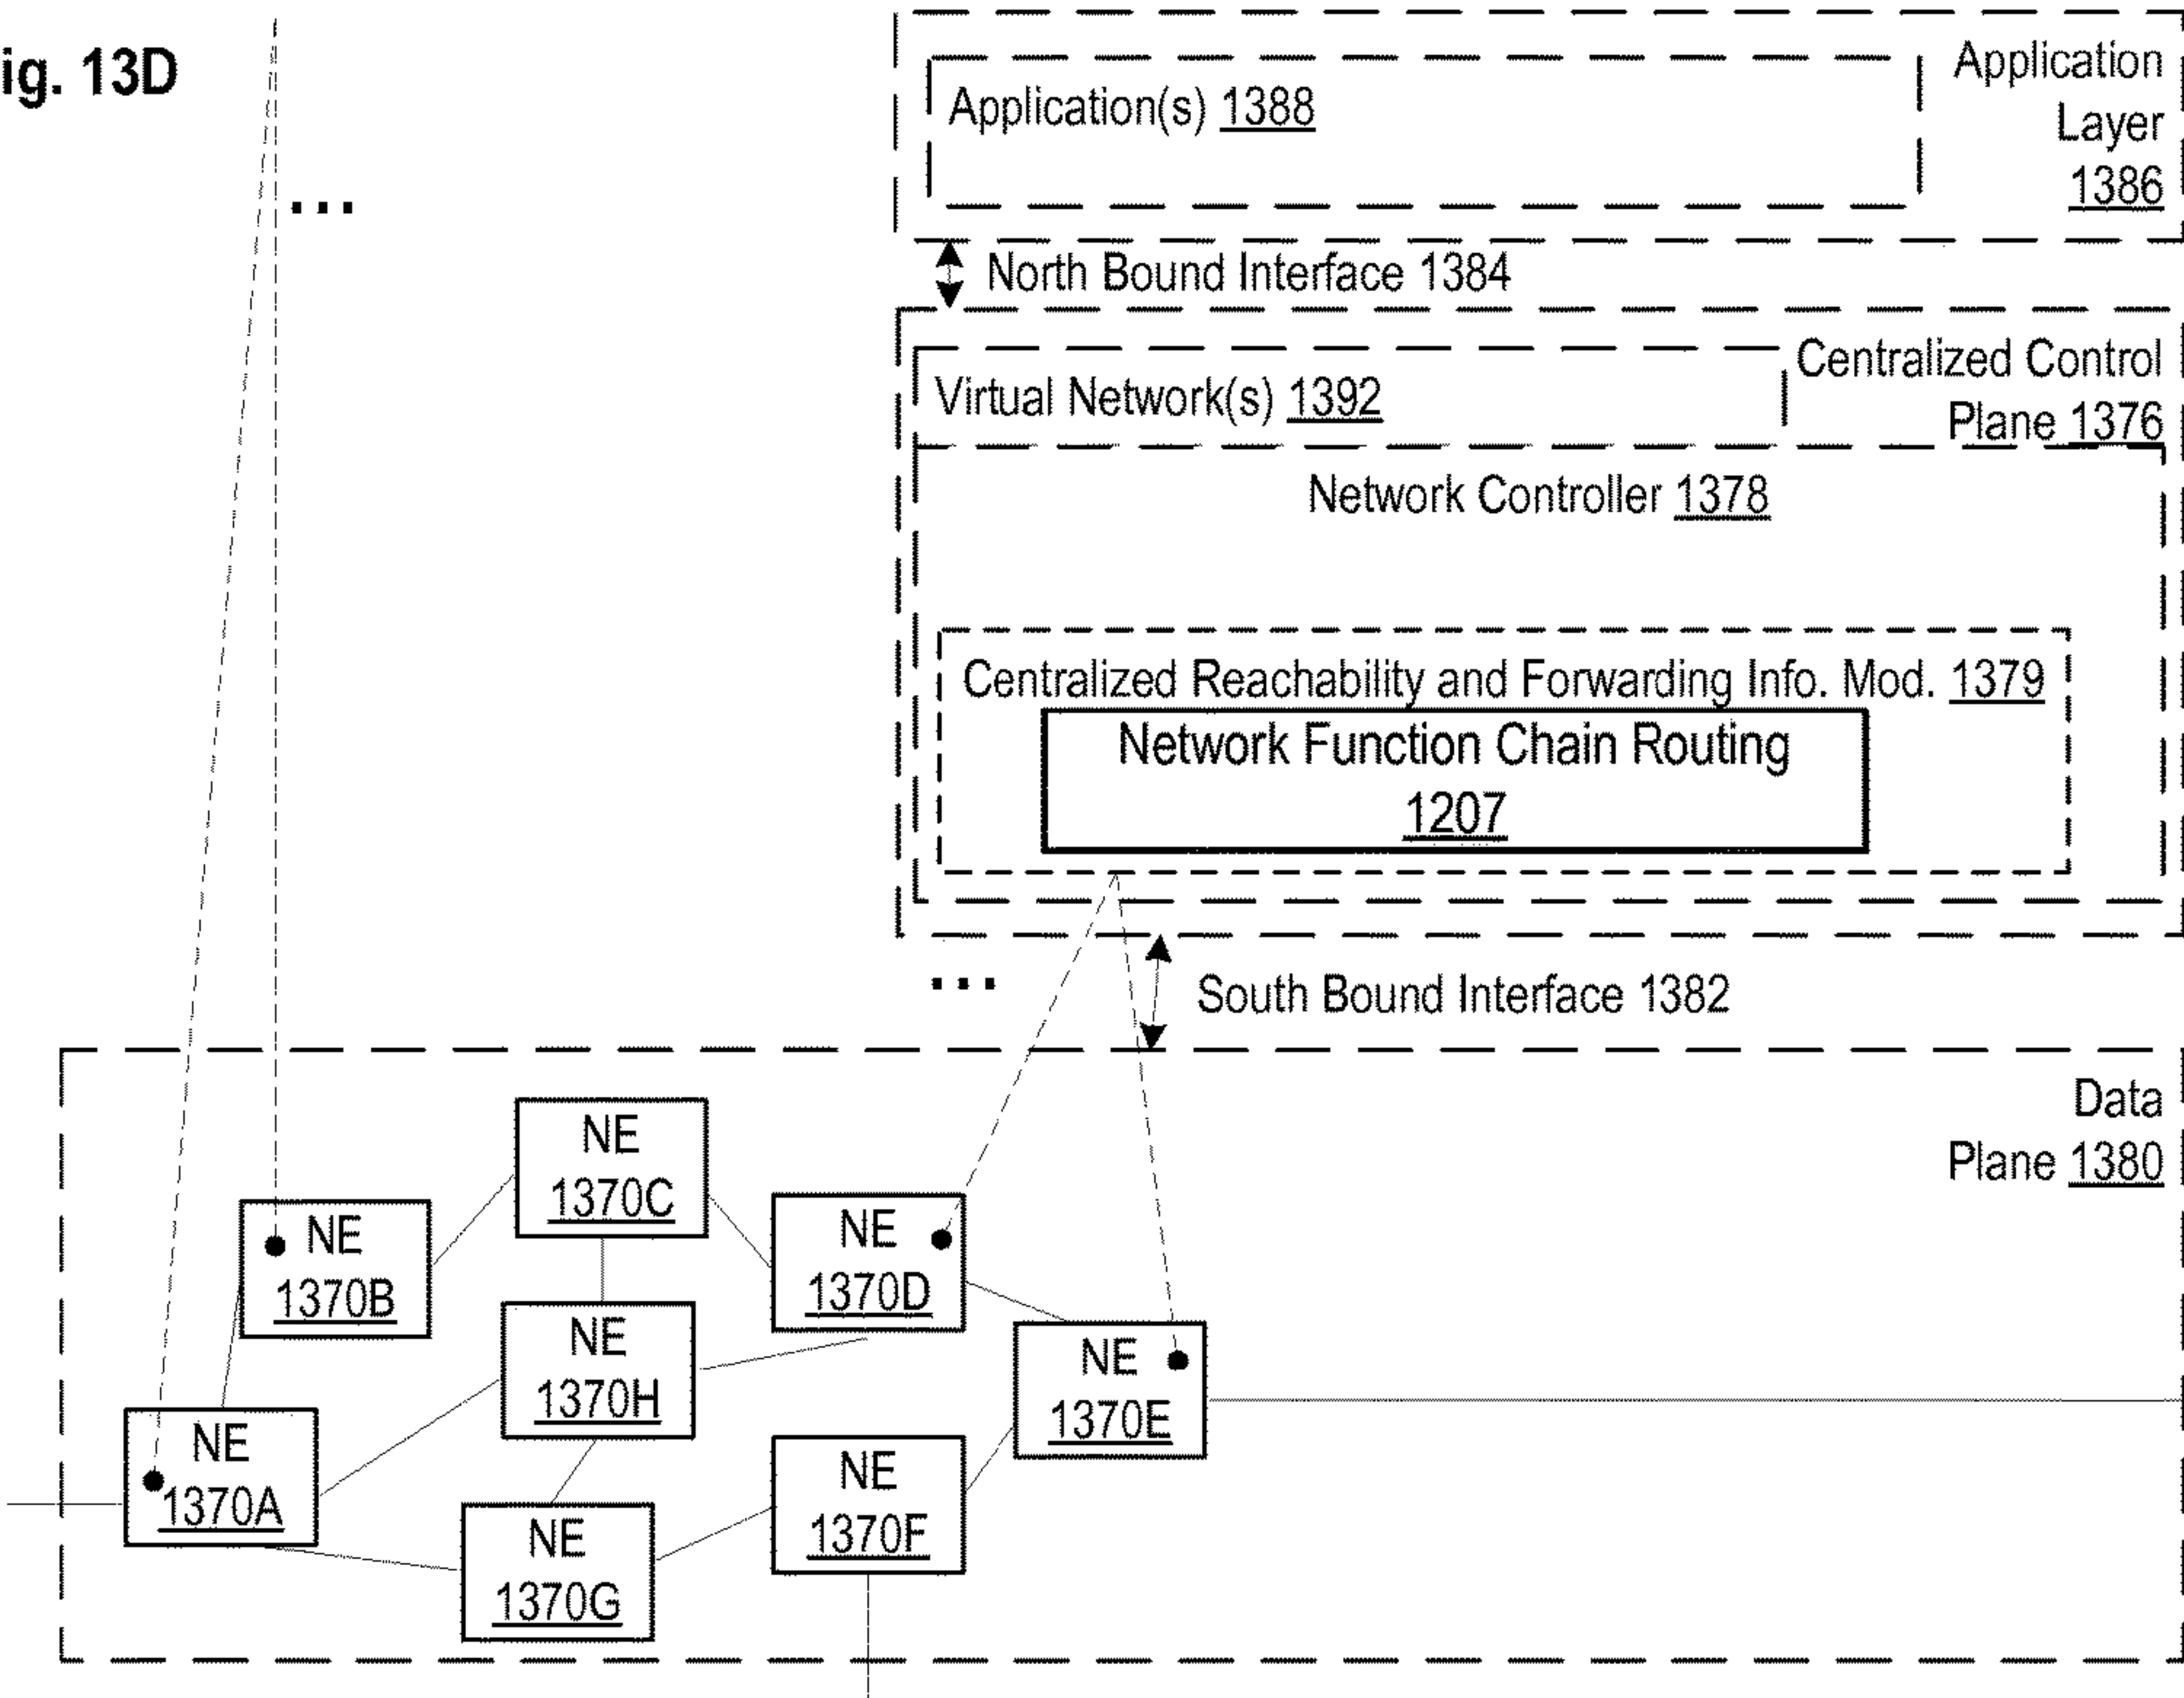 ig. 13D
Application
Layer
1386
Application(s) 1388
...
North Bound Interface 1384
Centralized Control
Plane 1376
Virtual Network(s) 1392
Network Controller 1378
Centralized Reachability and Forwarding Info. Mod. 1379
Network Function Chain Routing
1207
...
South Bound Interface 1382
Data
Plane 1380
NE
1370C
NE
1370B
NE
1370D
NE
1370H
NE
1370E
NE
1370A
NE
1370F
NE
1370G